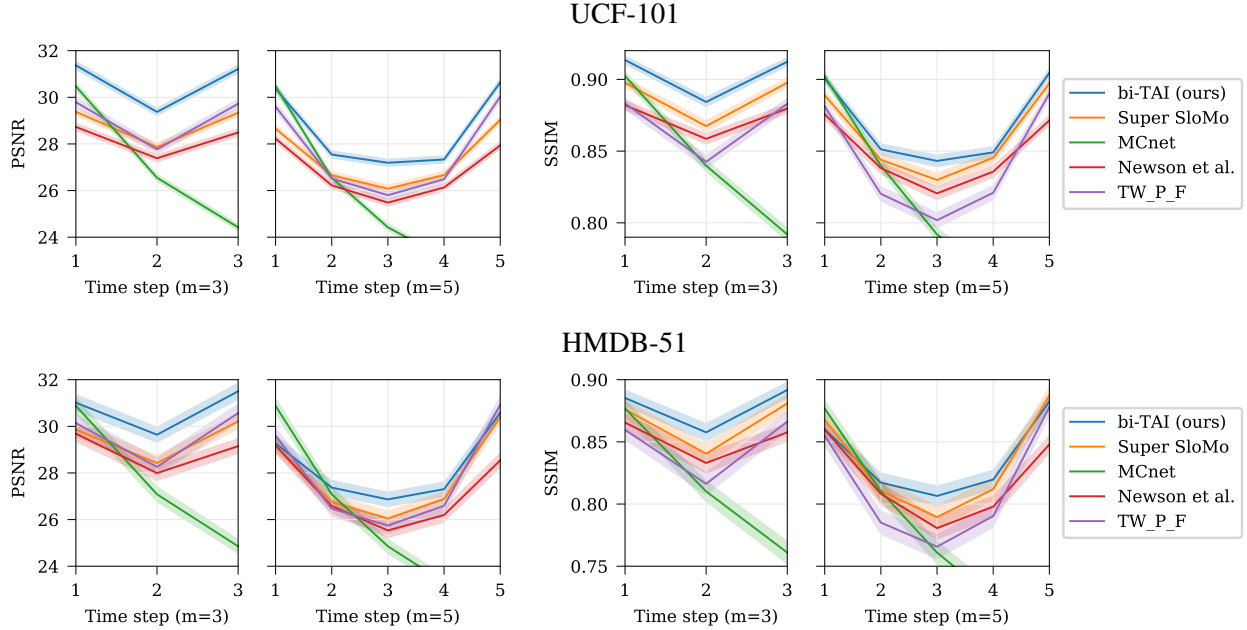 UCF-101
PSNR
32
30
28
26
24
1 2 3
Time step (m=3)
1 2 3 4 5
Time step (m=5)
SSIM
0.90
0.85
0.80
1 2 3
Time step (m=3)
1 2 3 4 5
Time step (m=5)
bi-TAI (ours)
Super SloMo
MCnet
Newson et al.
TW_P_F
HMDB-51
PSNR
32
30
28
26
24
1 2 3
Time step (m=3)
1 2 3 4 5
Time step (m=5)
SSIM
0.90
0.85
0.80
0.75
1 2 3
Time step (m=3)
1 2 3 4 5
Time step (m=5)
bi-TAI (ours)
Super SloMo
MCnet
Newson et al.
TW_P_F